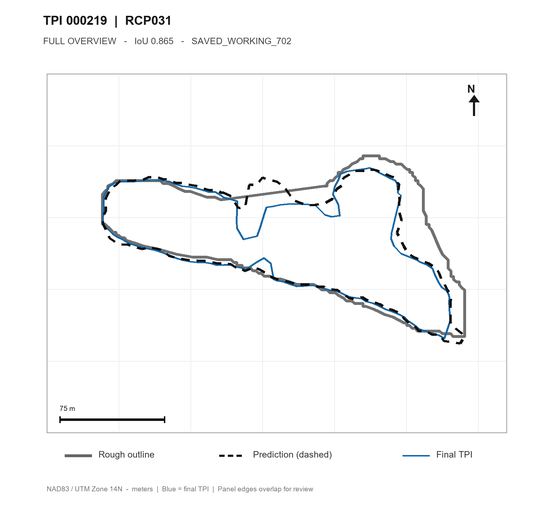 TPI 000219 | RCP031
FULL OVERVIEW - IoU 0.865 - SAVED_WORKING_702
N
75 m
Rough outline
Prediction (dashed)
Final TPI
NAD83 / UTM Zone 14N - meters | Blue = final TPI | Panel edges overlap for review